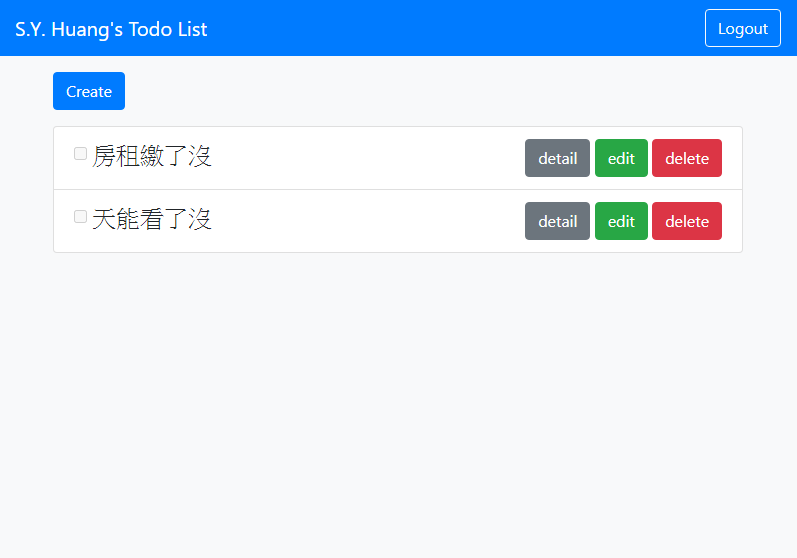 S.Y. Huang's Todo List Logout
Create
房租繳了沒 detail edit delete
天能看了沒 detail edit delete